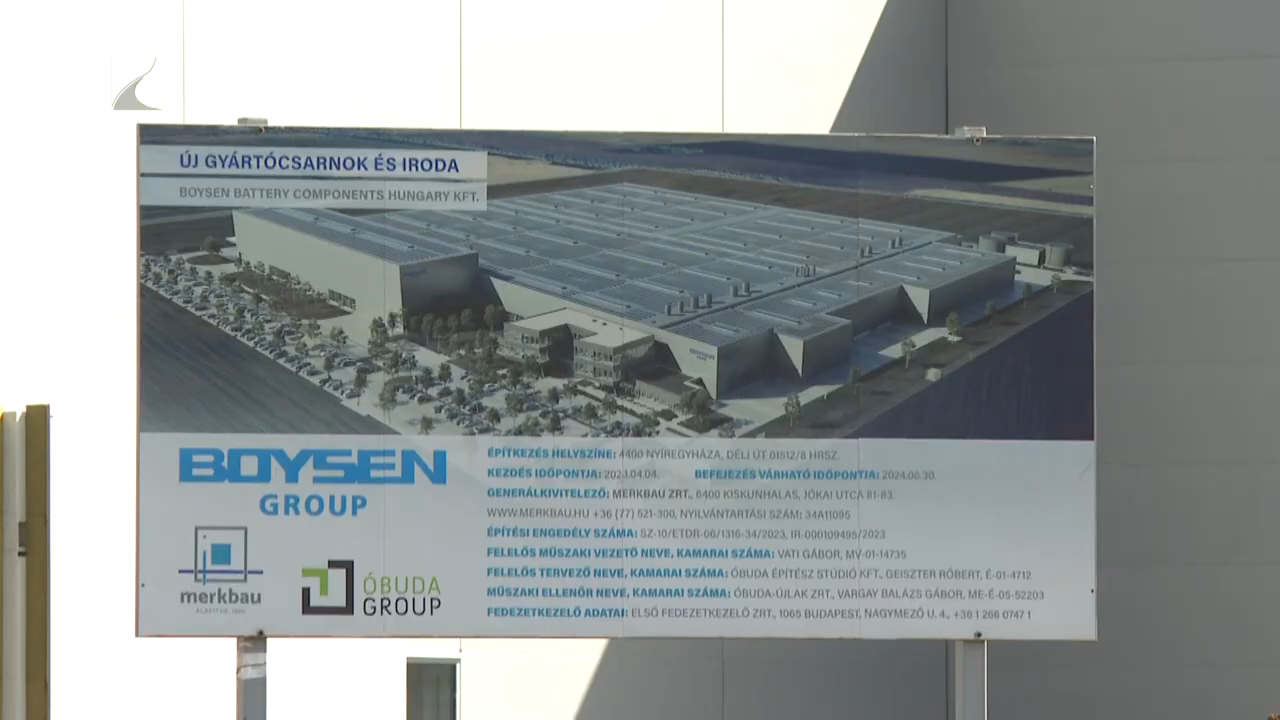 ÚJ GYÁRTÓCSARNOK ÉS IRODA
BOYSEN BATTERY COMPONENTS HUNGARY KFT.
BOYSEN
GROUP
merkbau
ÓBUDA
GROUP
ÉPÍTKEZÉS HELYSZÍNE: 4400 NYÍREGYHÁZA, DÉLI ÚT 01512/8 HRSZ.
KEZDÉS IDŐPONTJA: 2023.04.04. BEFEJEZÉS VÁRHATÓ IDŐPONTJA: 2024.06.30.
GENERÁLKIVITELEZŐ: MERKBAU ZRT., 6400 KISKUNHALAS, JÓKAI UTCA 81-83.
WWW.MERKBAU.HU +36 (77) 521-300, NYILVÁNTARTÁSI SZÁM: 34A11095
ÉPÍTÉSI ENGEDÉLY SZÁMA: SZ-10/ETDR-06/1316-34/2023, IR-000109495/2023
FELELŐS MŰSZAKI VEZETŐ NEVE, KAMARAI SZÁMA: VATI GÁBOR, MV-01-14735
FELELŐS TERVEZŐ NEVE, KAMARAI SZÁMA: ÓBUDA ÉPÍTÉSZ STÚDIÓ KFT., GEISZTER RÓBERT, É-01-4712
MŰSZAKI ELLENŐR NEVE, KAMARAI SZÁMA: ÓBUDA-ÚJLAK ZRT., VARGAY BALÁZS GÁBOR, ME-É-05-52203
FEDEZETKEZELŐ ADATAI: ELSŐ FEDEZETKEZELŐ ZRT., 1065 BUDAPEST, NAGYMEZŐ U. 4., +36 1 266 0747 1